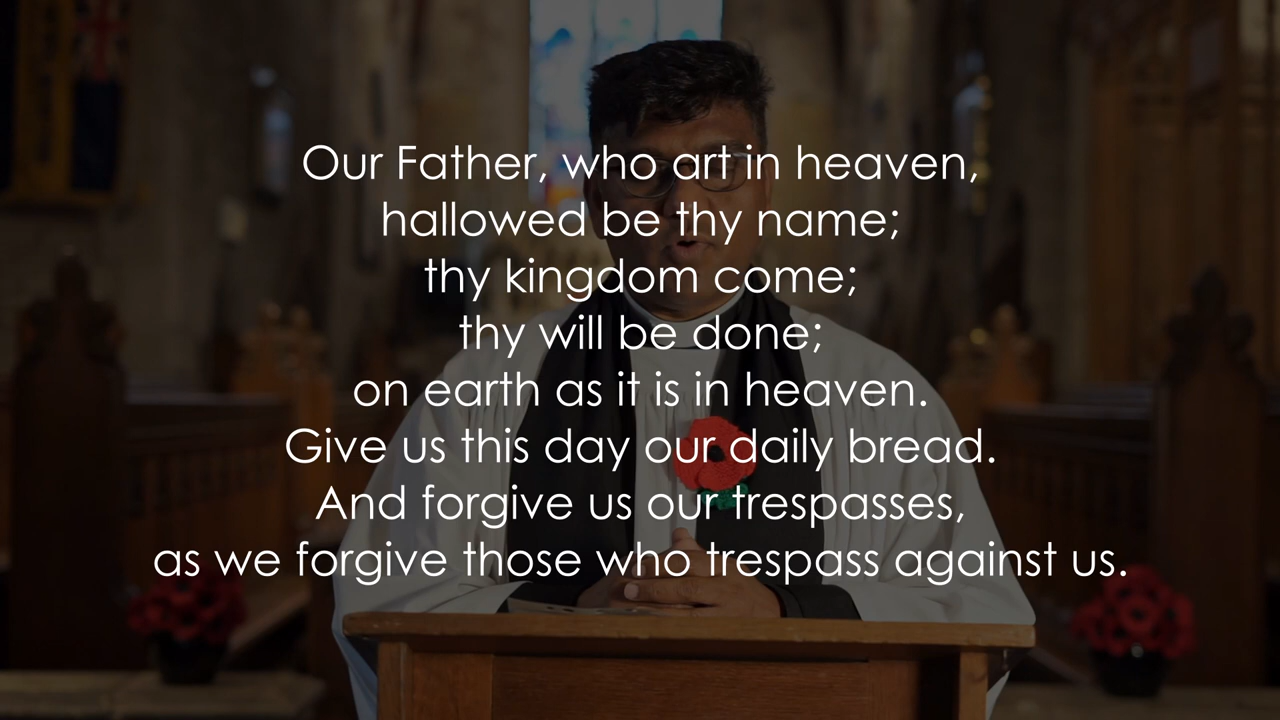 Our Father, who art in heaven,
hallowed be thy name;
thy kingdom come;
thy will be done;
on earth as it is in heaven.
Give us this day our daily bread.
And forgive us our trespasses,
as we forgive those who trespass against us.